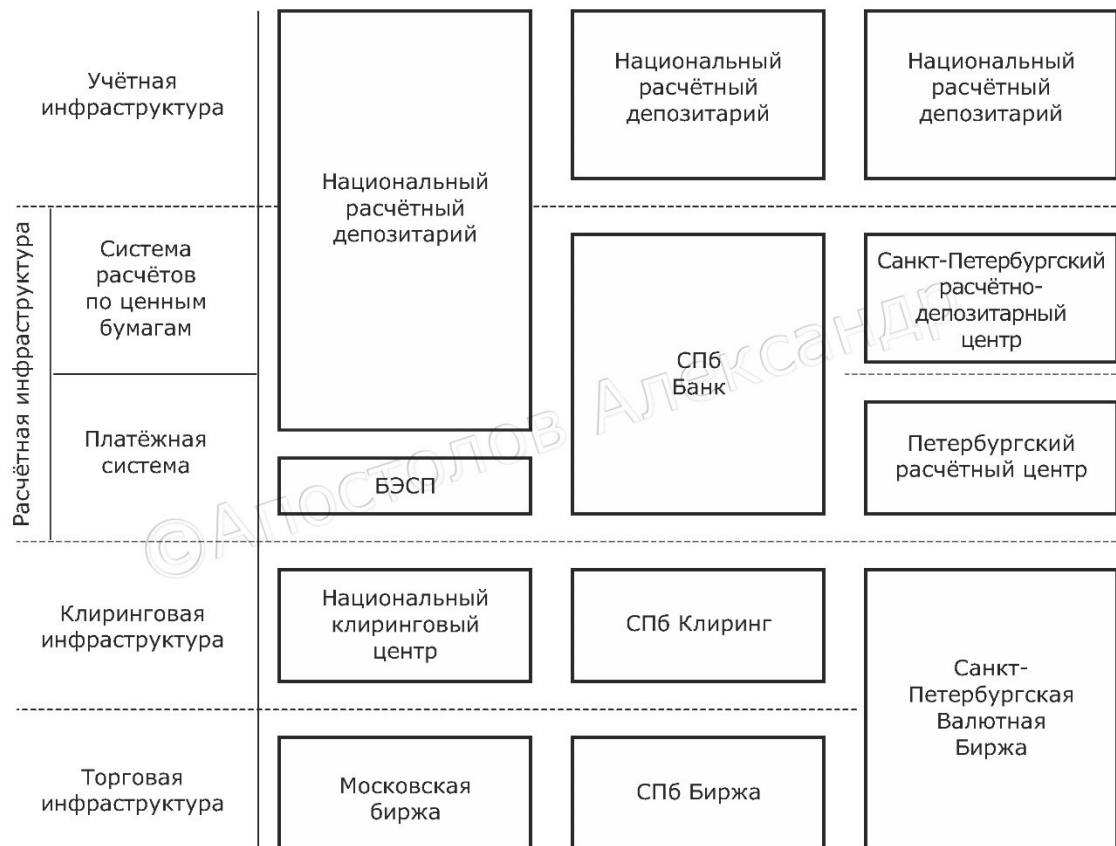 Учётная
инфраструктура
Национальный
расчётный
депозитарий
Национальный
расчётный
депозитарий
Национальный
расчётный
депозитарий
Расчётная инфраструктура
Система
расчётов
по ценным
бумагам
Санкт-Петербургский
расчётно-
депозитарный
центр
СПб
Банк
Платёжная
система
БЭСП
Петербургский
расчётный центр
Клиринговая
инфраструктура
Национальный
клиринговый
центр
СПб Клиринг
Санкт-
Петербургская
Валютная
Биржа
Торговая
инфраструктура
Московская
биржа
СПб Биржа
©Апостолов Александр